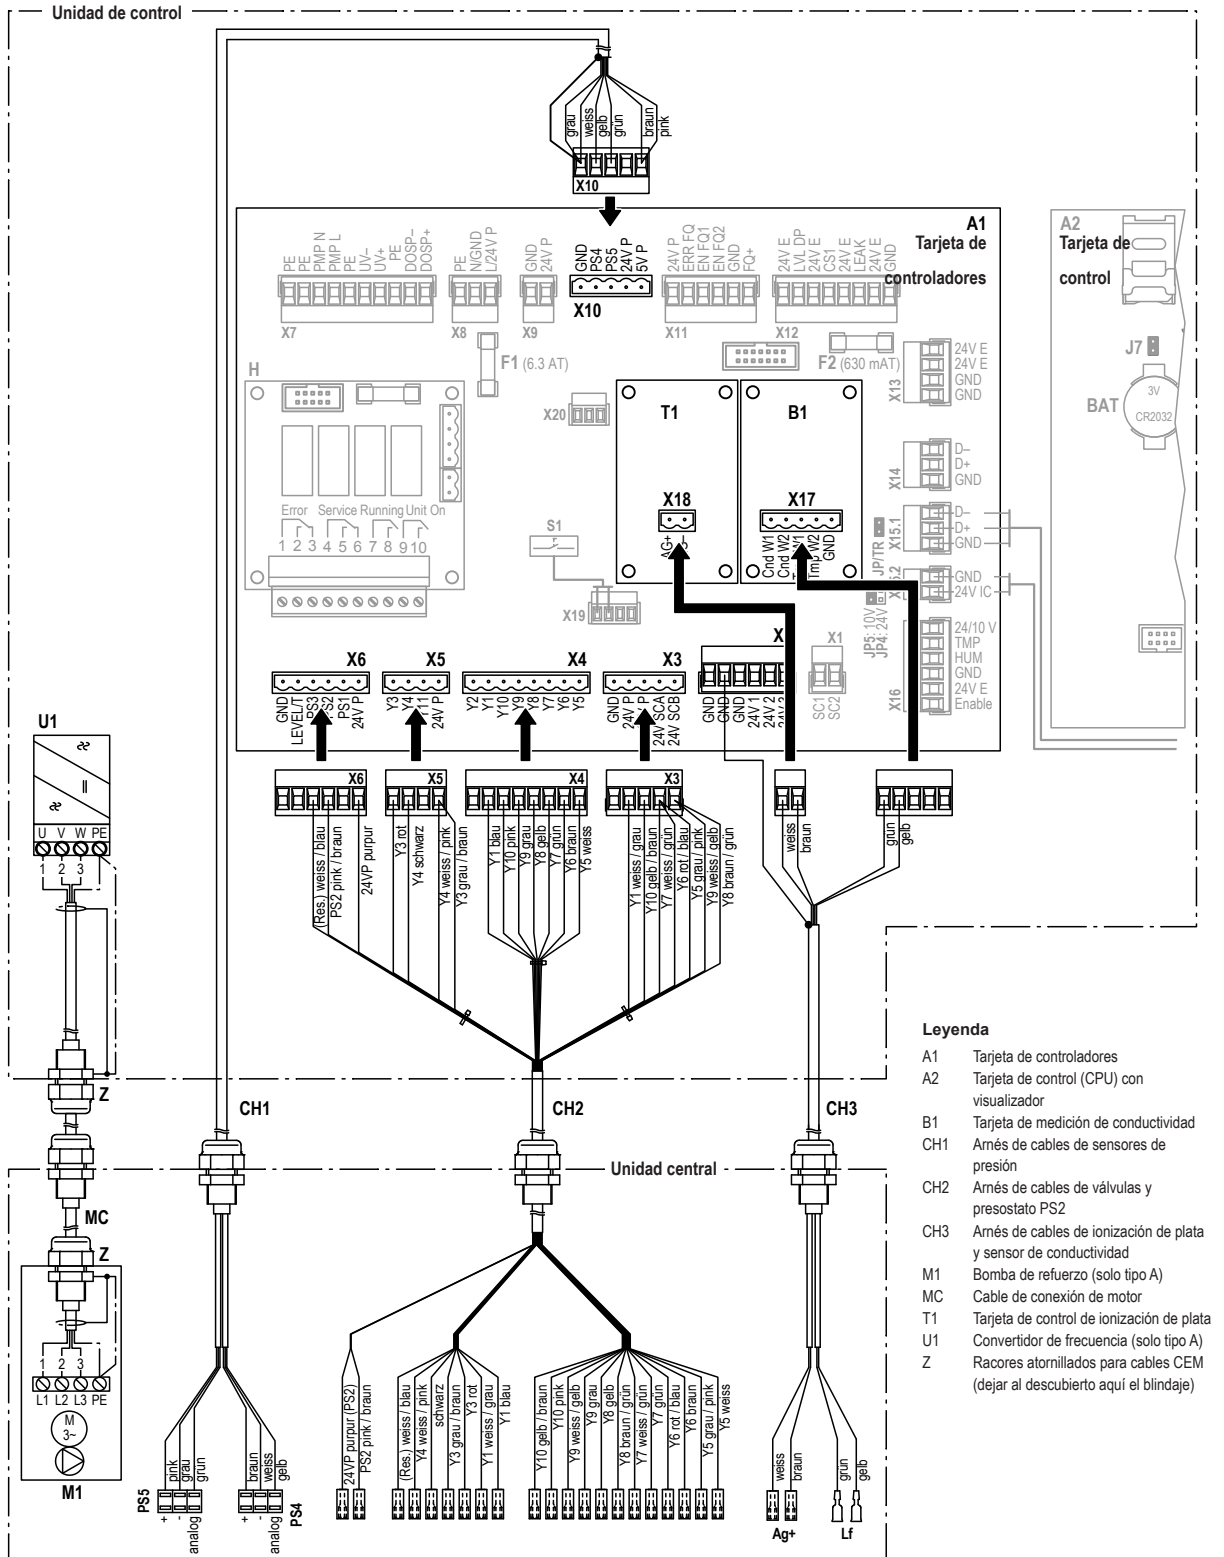 Unidad de control
grau
weiss
gelb
grün
braun
pink
X10
A1
Tarjeta de
controladores
A2
Tarjeta de
control
PE
PE
PMP N
PMP L
PE
UV–
UV+
PE
DOSP–
DOSP+
X7
PE
N/GND
L/24V P
X8
GND
24V P
X9
GND
PS4
PS5
24V P
5V P
X10
24V P
ERR FQ
EN FQ1
EN FQ2
GND
FQ+
X11
24V E
LVL DP
24V E
CS1
24V E
LEAK
24V E
GND
X12
F1 (6.3 AT)
F2 (630 mAT)
24V E
24V E
GND
GND
X13
J7
BAT
3V
CR2032
H
X20
T1
B1
D–
D+
GND
X14
X18
X17
Error Service Running Unit On
1 2 3 4 5 6 7 8 9 10
S1
X19
AG+
Cnd W1
Cnd W2
W1
Tmp W2
GND
JP/TR
D–
D+
GND
X15.1
GND
24V IC
JP5: 10V
JP4: 24V
24/10 V
TMP
HUM
GND
24V E
Enable
X16
X6
X5
X4
X3
X
X1
GND
LEVEL/T
PS3
PS2
PS1
24V P
Y3
Y4
Y11
24V P
Y2
Y1
Y10
Y9
Y8
Y7
Y6
Y5
GND
24V P
24V SCA
24V SCB
GND
GND
GND
24V 1
24V 2
SC1
SC2
U1
U V W PE
1 2 3
X6
X5
X4
X3
(Res.) weiss / blau
PS2 pink / braun
24VP purpur
Y3 rot
Y4 schwarz
Y4 weiss / pink
Y3 grau / braun
Y1 blau
Y10 pink
Y9 grau
Y8 gelb
Y7 grün
Y6 braun
Y5 weiss
Y1 weiss / grau
Y10 gelb / braun
Y7 weiss / grün
Y6 rot / blau
Y5 grau / pink
Y9 weiss / gelb
Y8 braun / grün
weiss
braun
grün
gelb
Z
CH1
CH2
CH3
Unidad central
MC
Z
1 2 3
L1 L2 L3 PE
M
3~
M1
pink
grau
grün
PS5
+
-
analog
braun
weiss
gelb
PS4
+
-
analog
24VP purpur (PS2)
PS2 pink / braun
(Res.) weiss / blau
Y4 weiss / pink
schwarz
Y3 grau / braun
Y3 rot
Y1 weiss / grau
Y1 blau
Y10 gelb / braun
Y10 pink
Y9 weiss / gelb
Y9 grau
Y8 gelb
Y8 braun / grün
Y7 weiss / grün
Y7 grün
Y6 rot / blau
Y6 braun
Y5 grau / pink
Y5 weiss
weiss
braun
Ag+
grün
gelb
Lf
Leyenda
A1 Tarjeta de controladores
A2 Tarjeta de control (CPU) con
visualizador
B1 Tarjeta de medición de conductividad
CH1 Arnés de cables de sensores de
presión
CH2 Arnés de cables de válvulas y
presostato PS2
CH3 Arnés de cables de ionización de plata
y sensor de conductividad
M1 Bomba de refuerzo (solo tipo A)
MC Cable de conexión de motor
T1 Tarjeta de control de ionización de plata
U1 Convertidor de frecuencia (solo tipo A)
Z Racores atornillados para cables CEM
(dejar al descubierto aquí el blindaje)